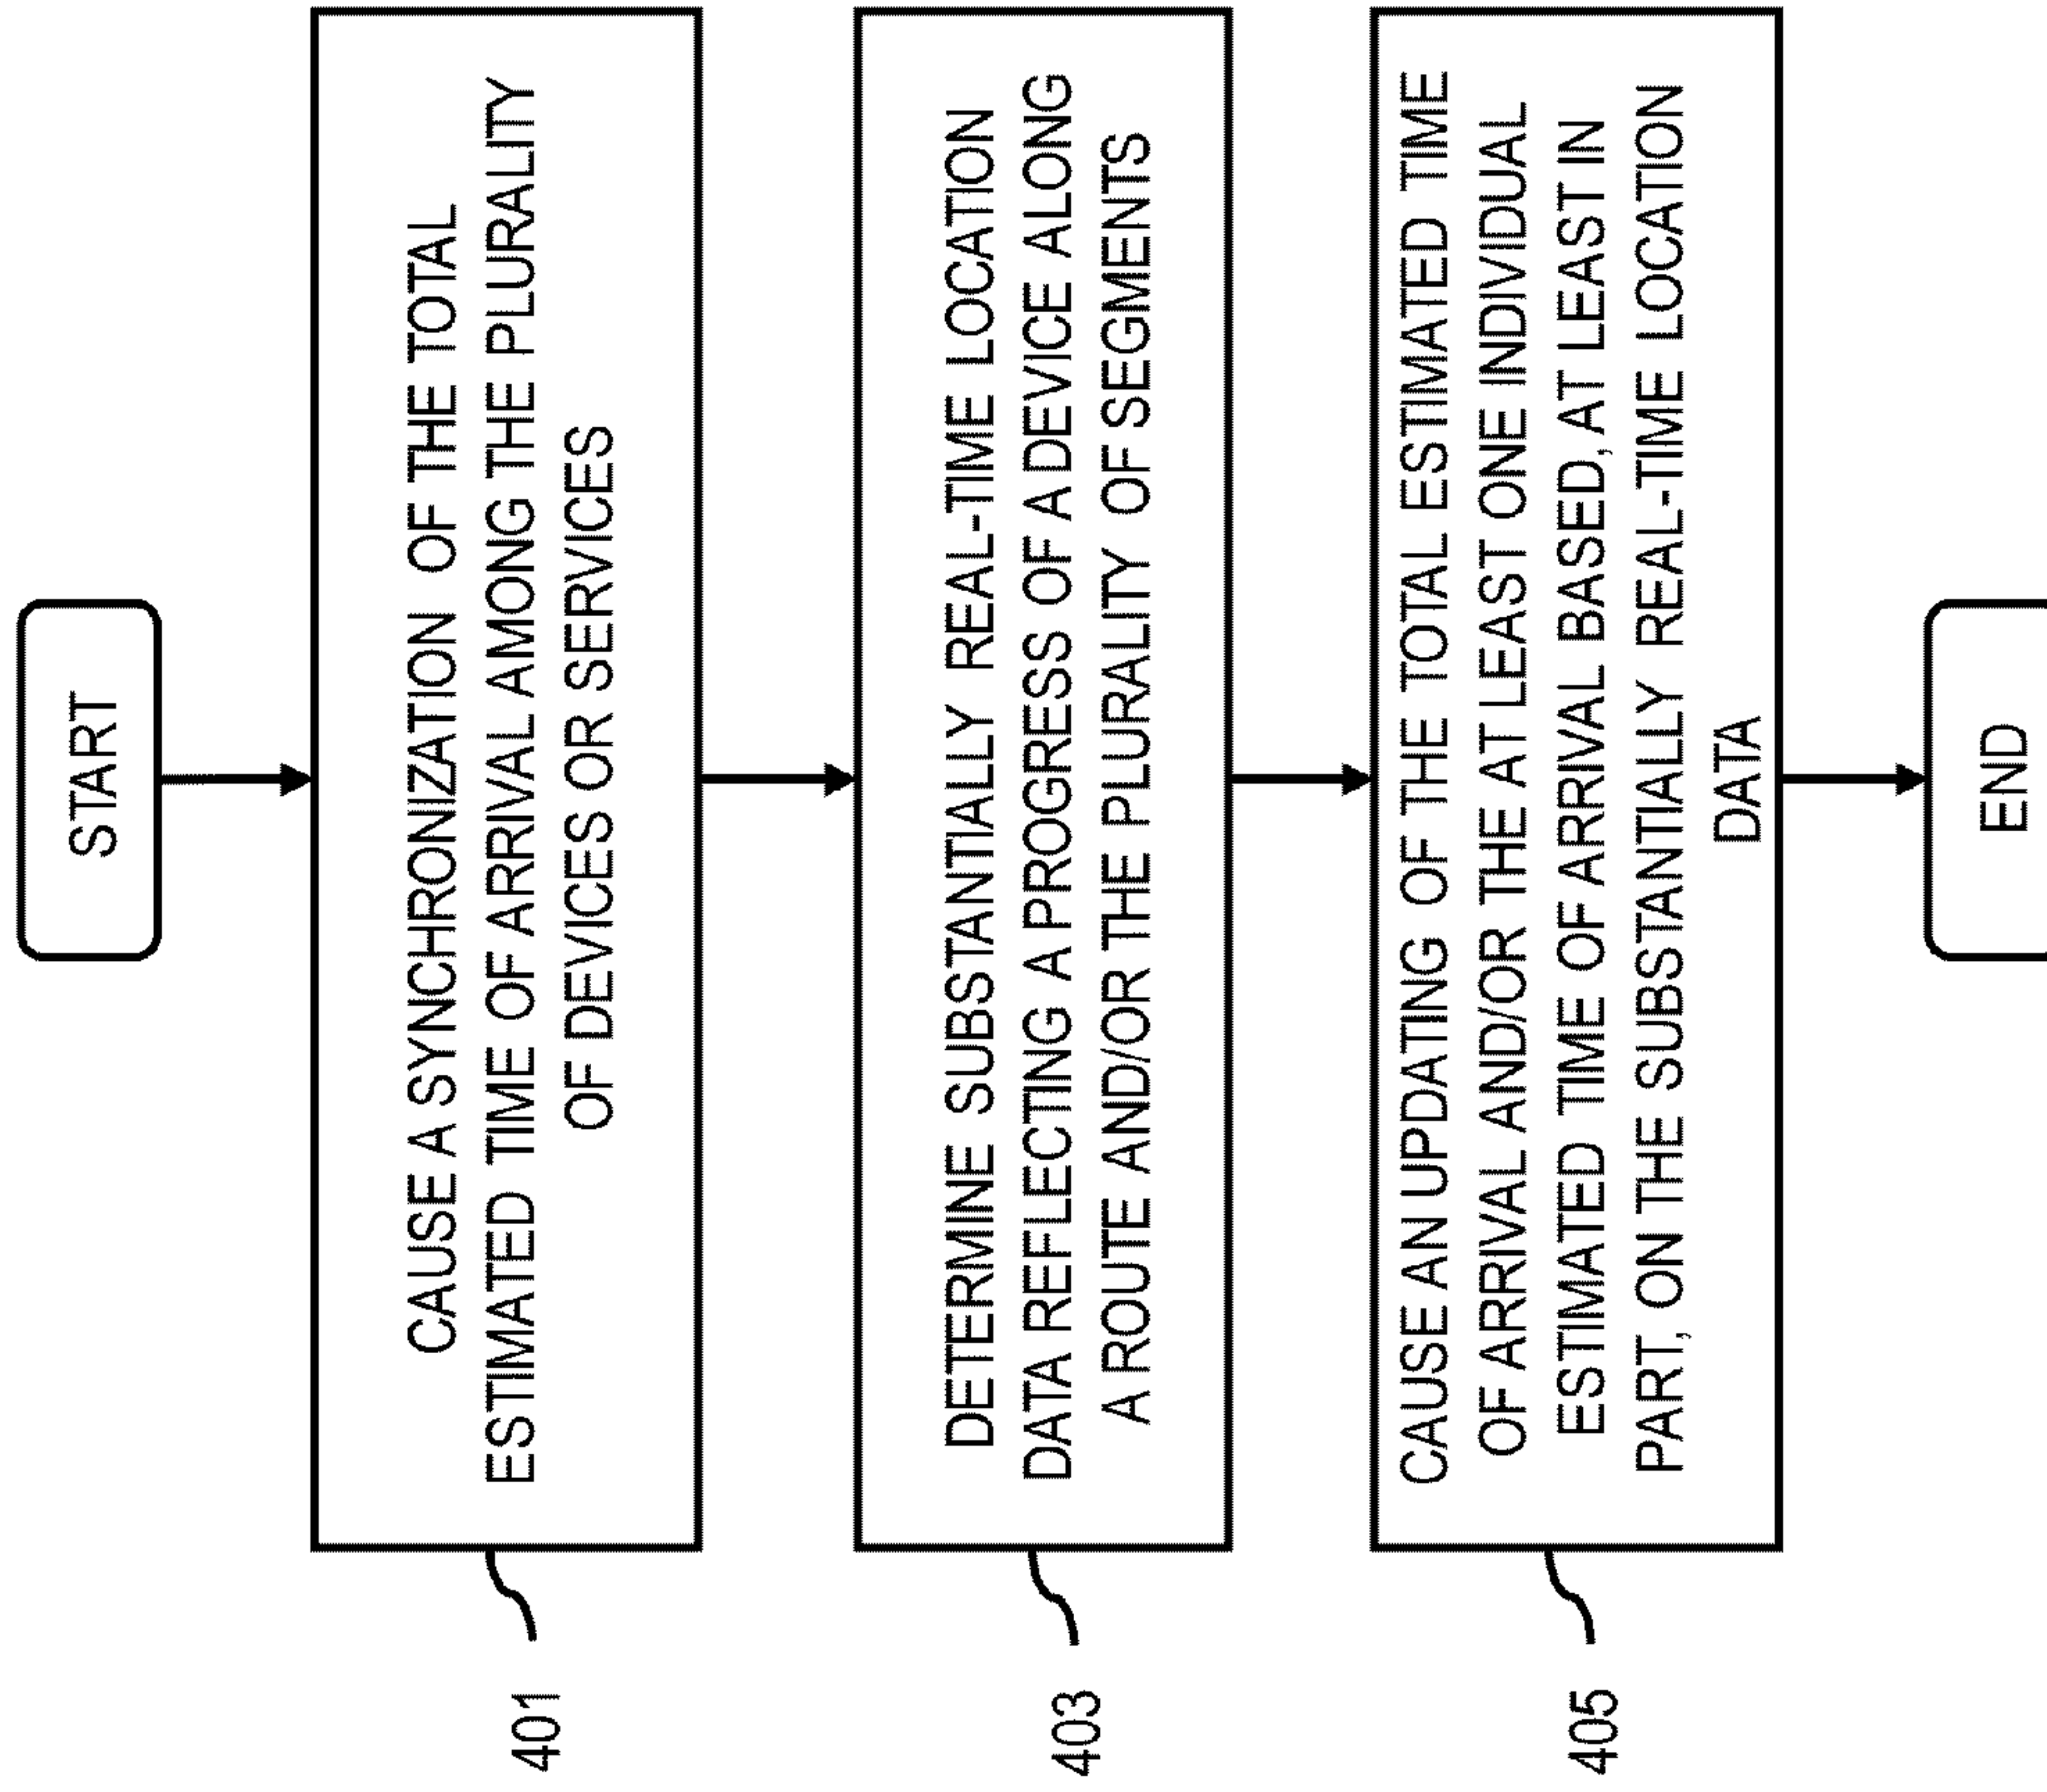 START
CAUSE A SYNCHRONIZATION OF THE TOTAL
ESTIMATED TIME OF ARRIVAL AMONG THE PLURALITY
OF DEVICES OR SERVICES
401
DETERMINE SUBSTANTIALLY REAL-TIME LOCATION
DATA REFLECTING A PROGRESS OF A DEVICE ALONG
A ROUTE AND/OR THE PLURALITY OF SEGMENTS
403
CAUSE AN UPDATING OF THE TOTAL ESTIMATED TIME
OF ARRIVAL AND/OR THE AT LEAST ONE INDIVIDUAL
ESTIMATED TIME OF ARRIVAL BASED, AT LEAST IN
PART, ON THE SUBSTANTIALLY REAL-TIME LOCATION
DATA
405
END